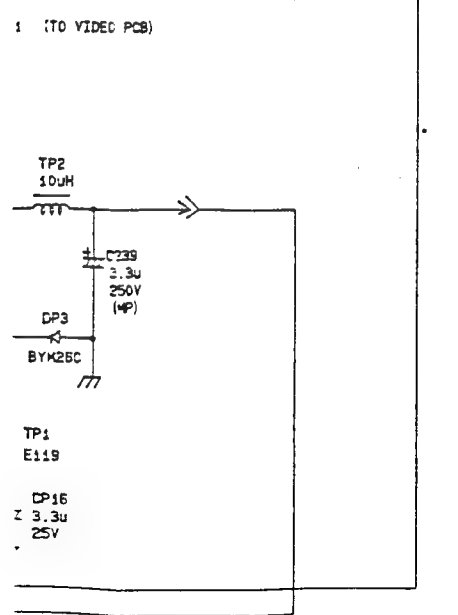 1 (TO VIDEO PCB)
TP2
10uH
C239
3.3u
250V
(MP)
DP3
BYK26C
TP1
E119
CP16
Z 3.3u
25V